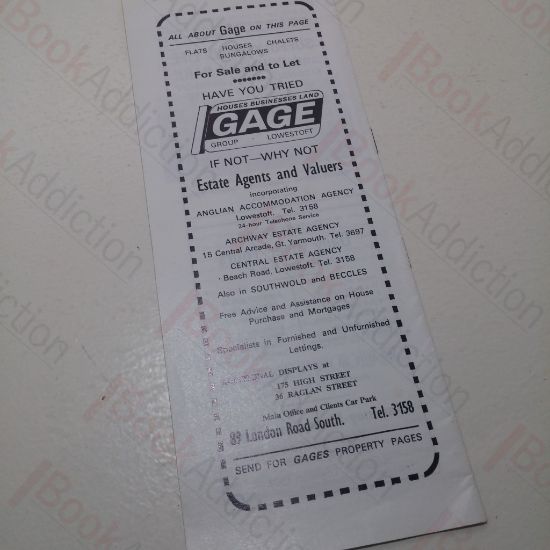 ALL ABOUT Gage ON THIS PAGE
FLATS HOUSES CHALETS
BUNGALOWS
For Sale and to Let
HAVE YOU TRIED
HOUSES BUSINESSES LAND
GAGE
GROUP - LOWESTOFT
IF NOT—WHY NOT
Estate Agents and Valuers
incorporating
ANGLIAN ACCOMMODATION AGENCY
Lowestoft. Tel. 3158
24-hour Telephone Service
ARCHWAY ESTATE AGENCY
15 Central Arcade, Gt. Yarmouth. Tel. 3697
CENTRAL ESTATE AGENCY
Beach Road, Lowestoft. Tel. 3158
Also in SOUTHWOLD and BECCLES
Free Advice and Assistance on House
Purchase and Mortgages
Specialists in Furnished and Unfurnished
Lettings.
ADDITIONAL DISPLAYS at
175 HIGH STREET
36 RAGLAN STREET
Main Office and Clients Car Park
89 London Road South. Tel. 3158
SEND FOR GAGES PROPERTY PAGES
Book Addiction